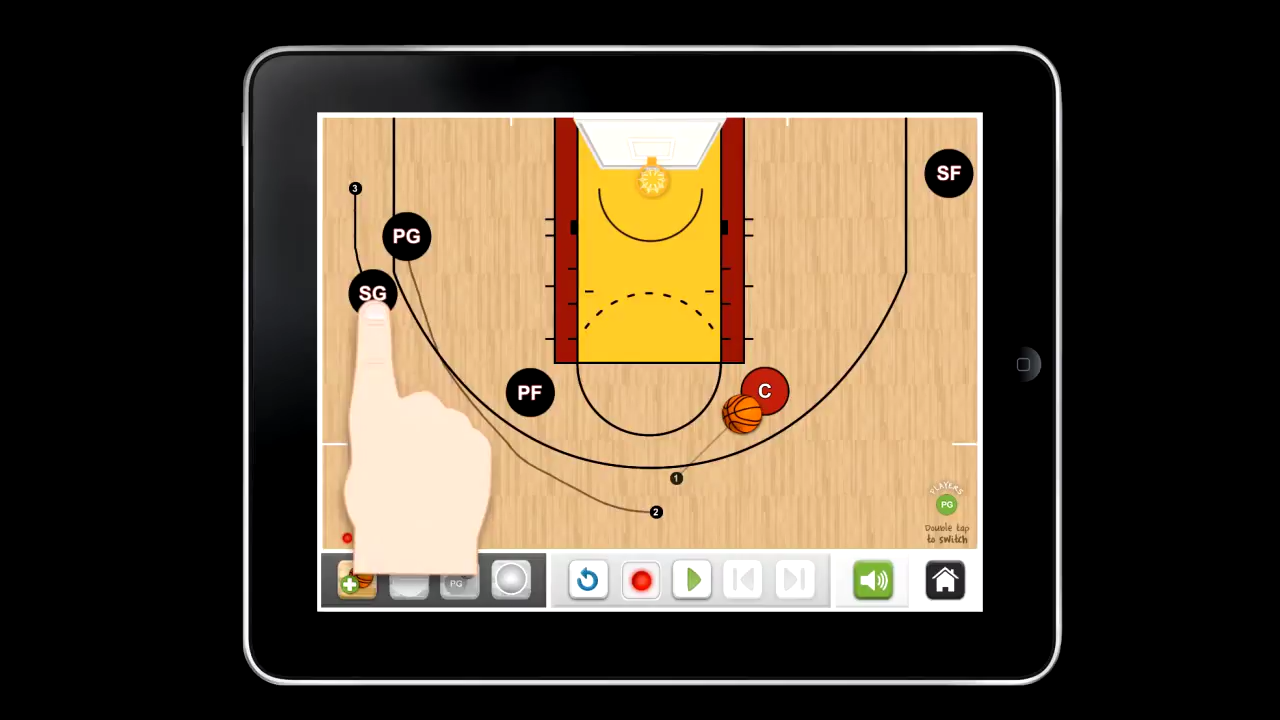 SF
3
PG
SG
PF
C
1
2
PLAYERS
PG
Double tap
to switch
PG